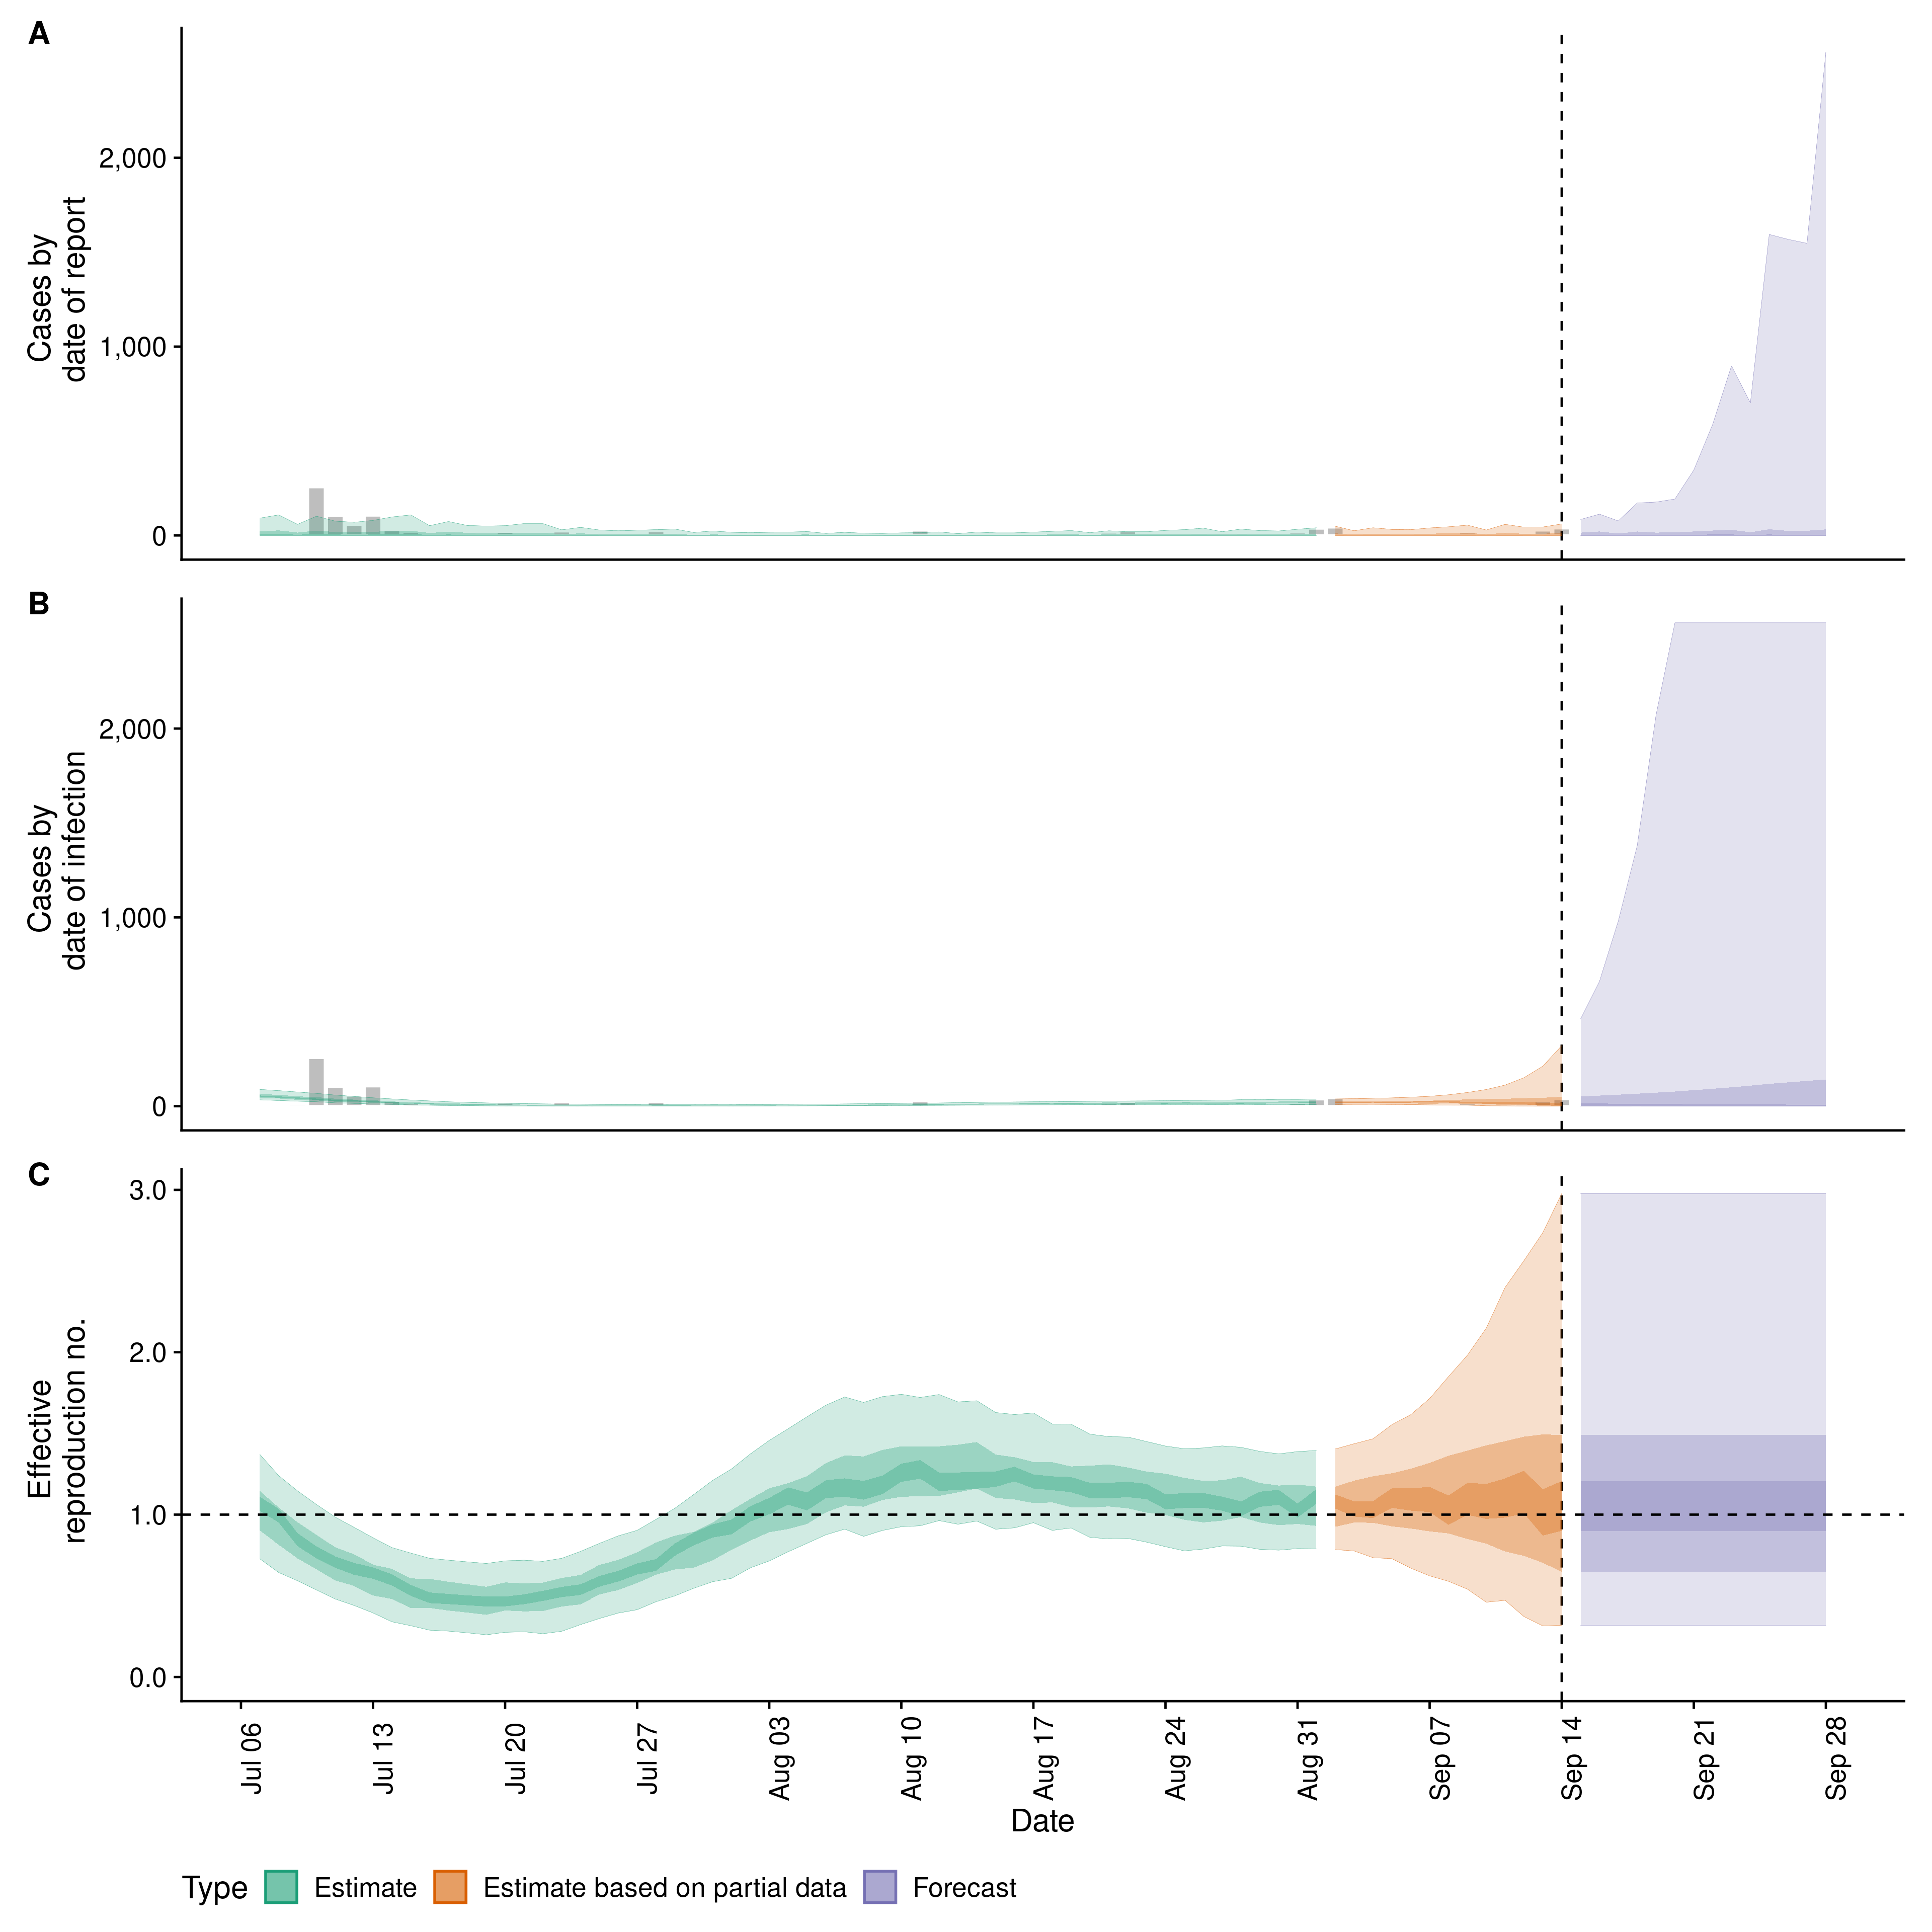 A
Cases by
date of report
2,000
1,000
0
B
Cases by
date of infection
2,000
1,000
0
C
Effective
reproduction no.
3.0
2.0
1.0
0.0
Jul 06
Jul 13
Jul 20
Jul 27
Aug 03
Aug 10
Aug 17
Aug 24
Aug 31
Sep 07
Sep 14
Sep 21
Sep 28
Date
Type Estimate Estimate based on partial data Forecast